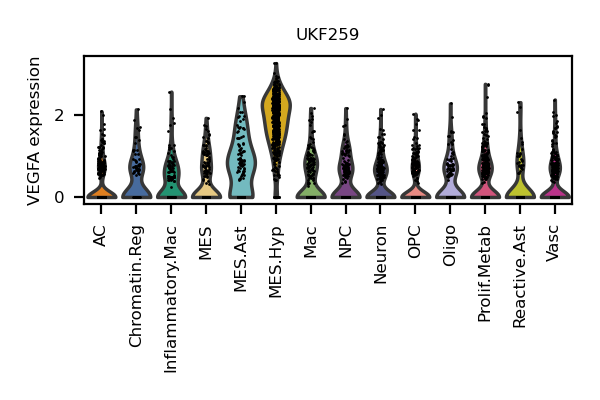 UKF259
VEGFA expression
2
0
AC
Chromatin.Reg
Inflammatory.Mac
MES
MES.Ast
MES.Hyp
Mac
NPC
Neuron
OPC
Oligo
Prolif.Metab
Reactive.Ast
Vasc